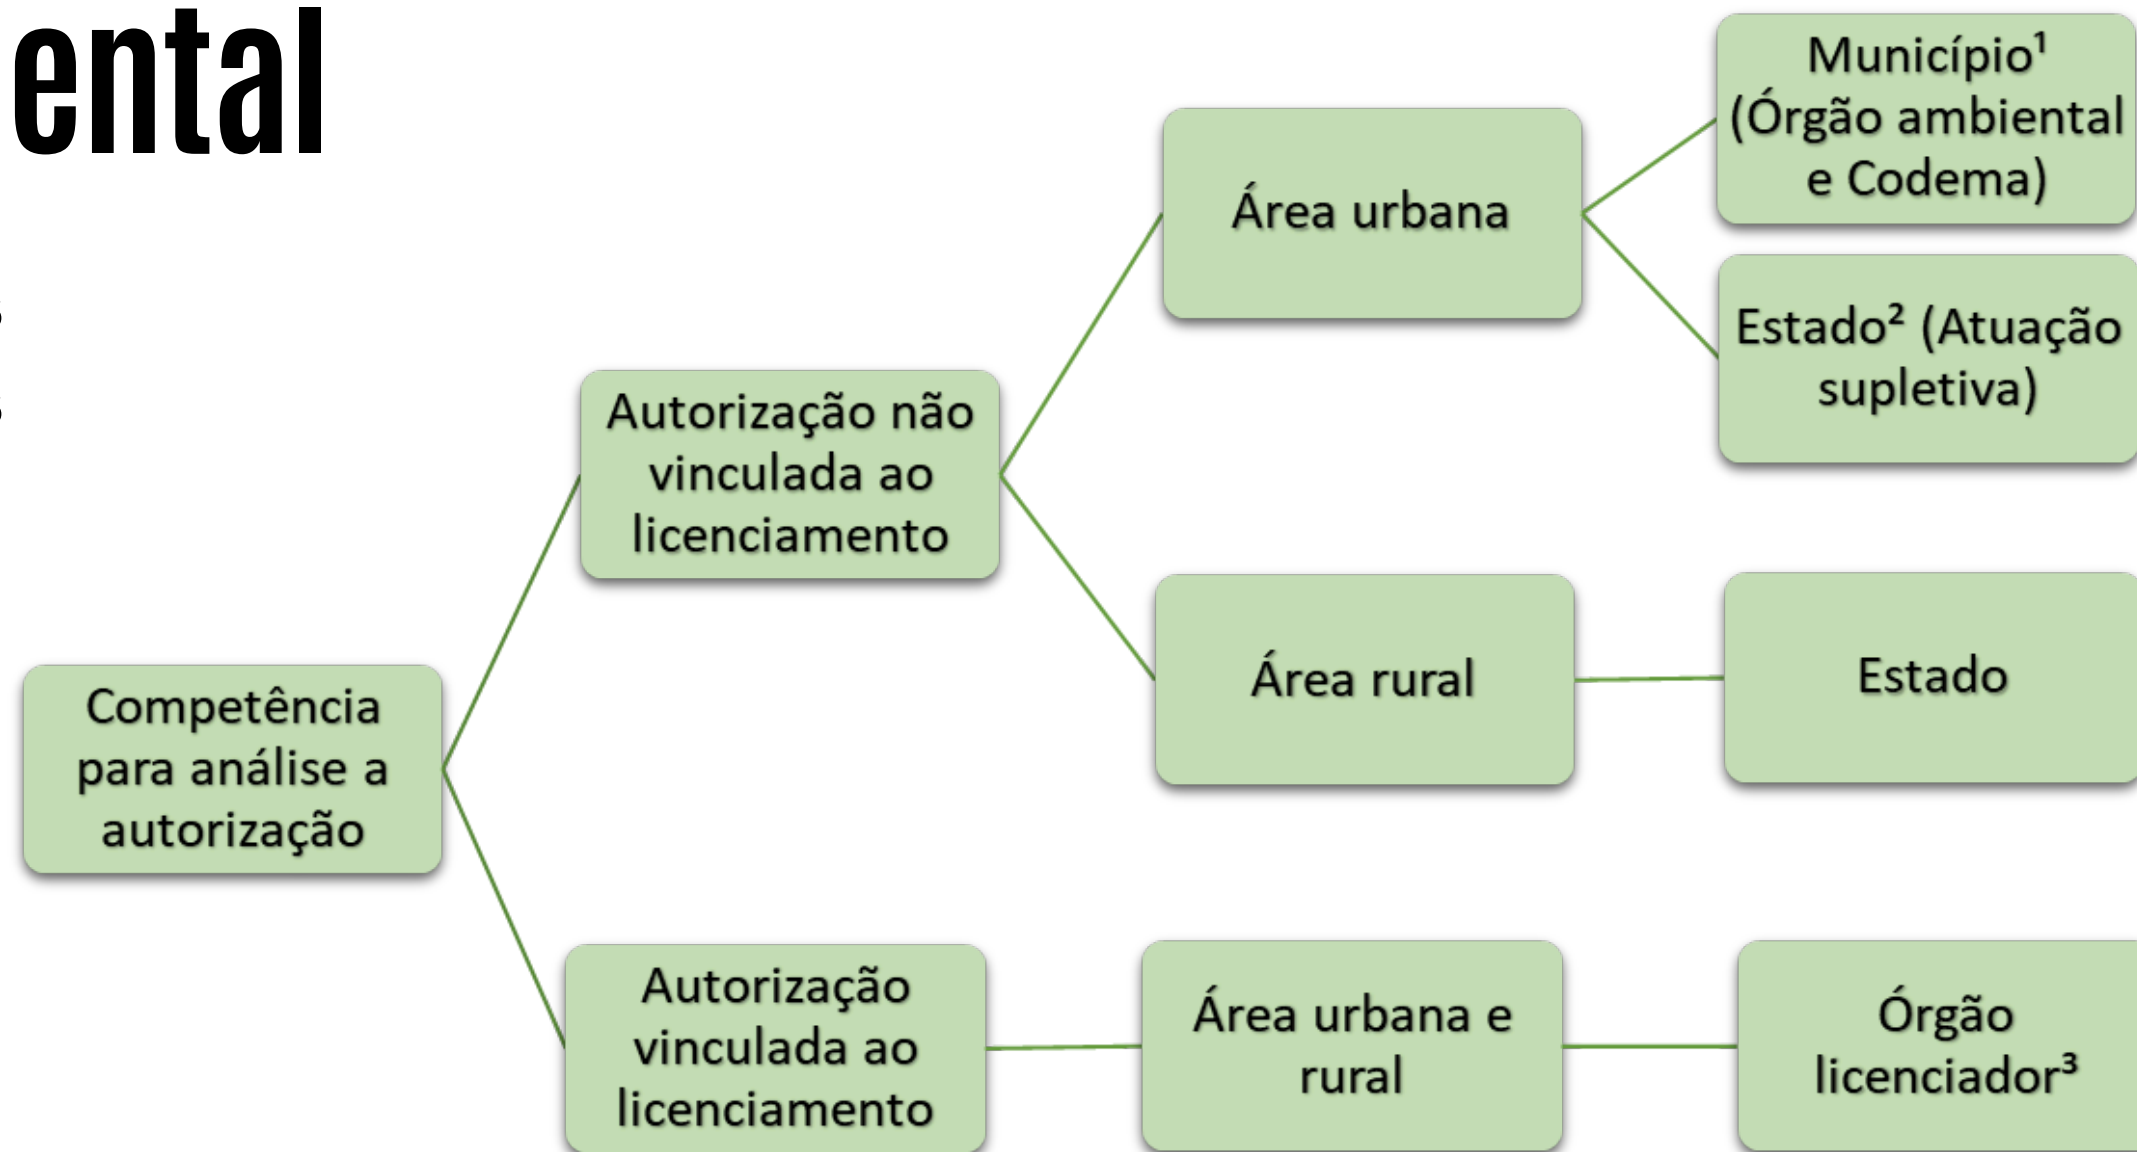 ental
s
s
Competência
para análise a
autorização
Autorização não
vinculada ao
licenciamento
Área urbana
Município¹
(Órgão ambiental
e Codema)
Estado² (Atuação
supletiva)
Área rural
Estado
Autorização
vinculada ao
licenciamento
Área urbana e
rural
Órgão
licenciador³